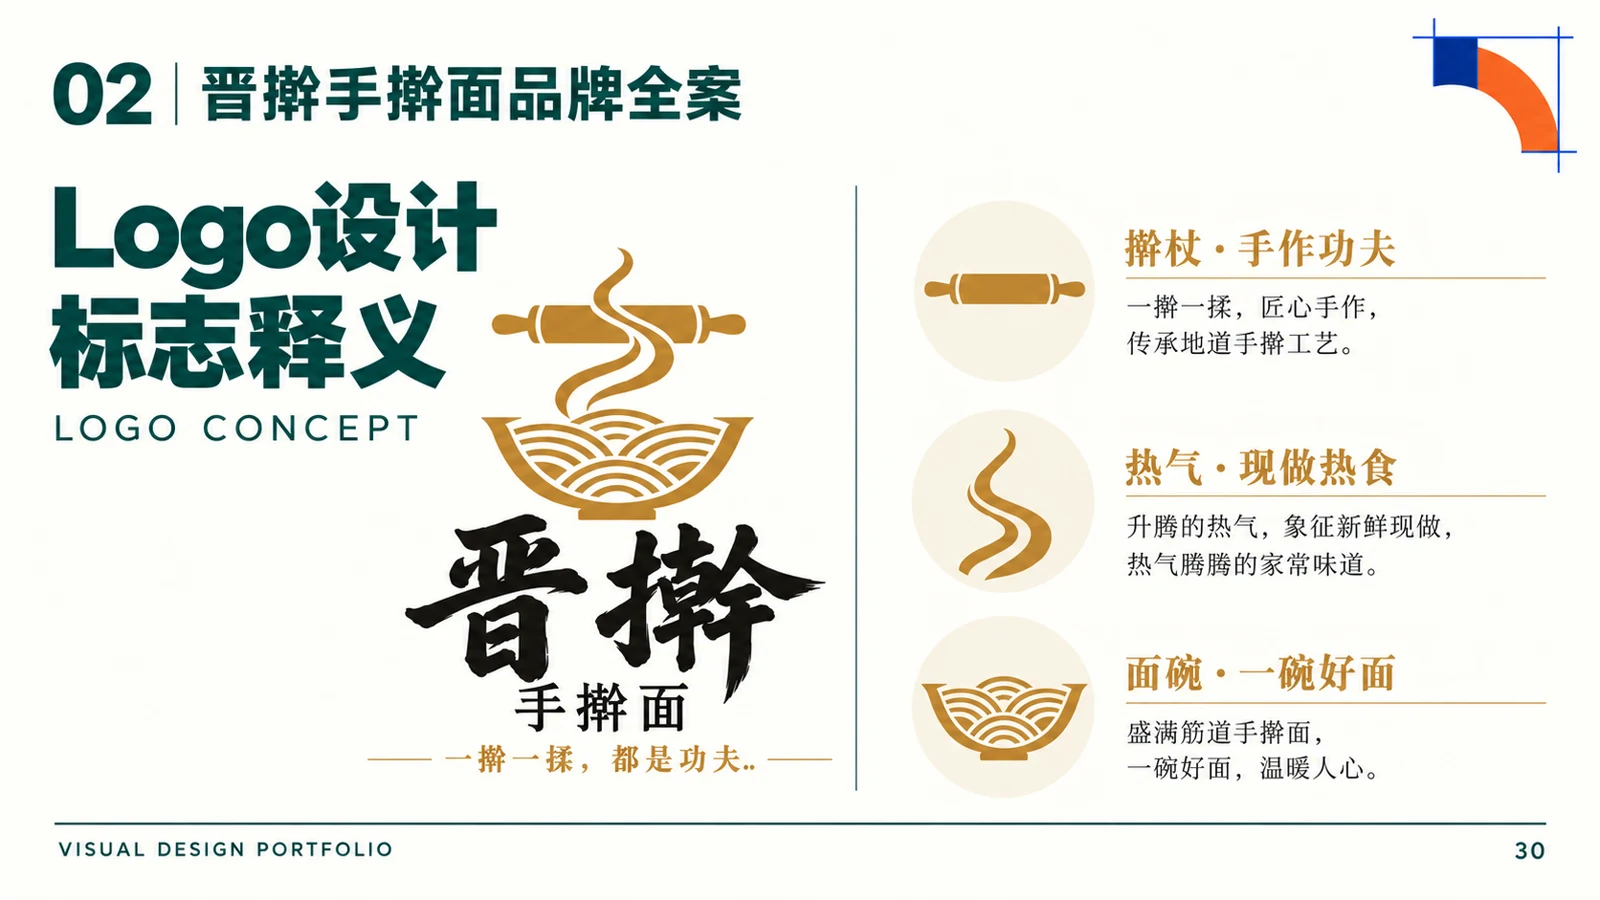 02 晋擀手擀面品牌全案
Logo设计
标志释义
LOGO CONCEPT
晋擀
手擀面
一擀一揉，都是功夫..
擀杖·手作功夫
一擀一揉，匠心手作，
传承地道手擀工艺。
热气·现做热食
升腾的热气，象征新鲜现做，
热气腾腾的家常味道。
面碗·一碗好面
盛满筋道手擀面，
一碗好面，温暖人心。
VISUAL DESIGN PORTFOLIO
30